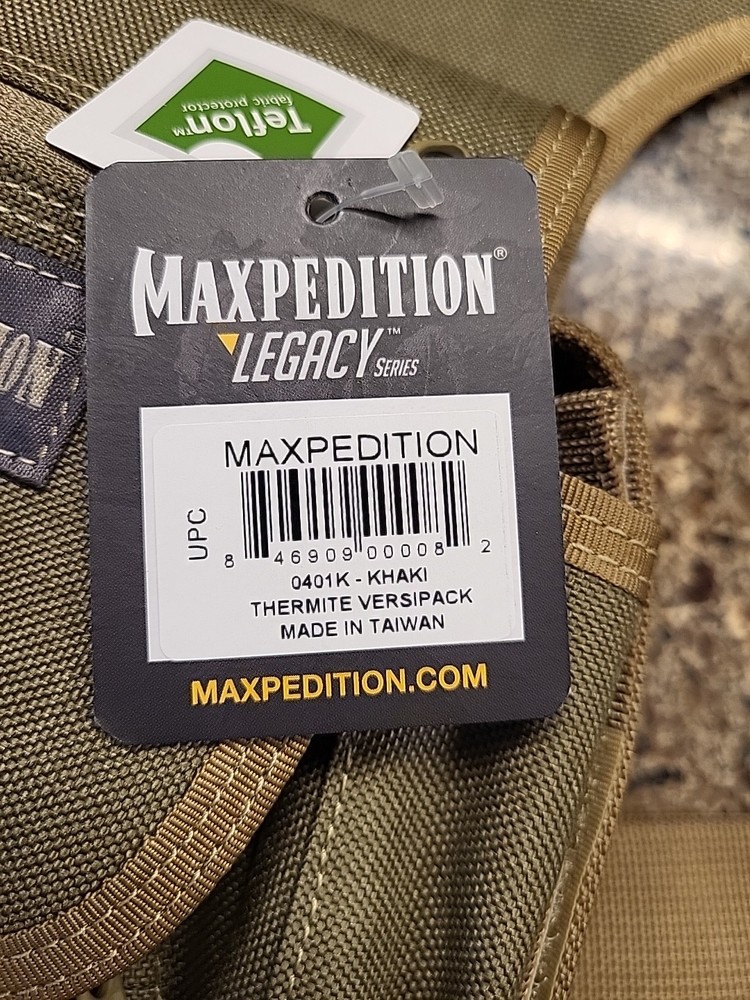 Teflon™
fabric protector
ION
MAXPEDITION®
LEGACY™ SERIES
MAXPEDITION
UPC
8 46909 00008 2
0401K - KHAKI
THERMITE VERSIPACK
MADE IN TAIWAN
MAXPEDITION.COM